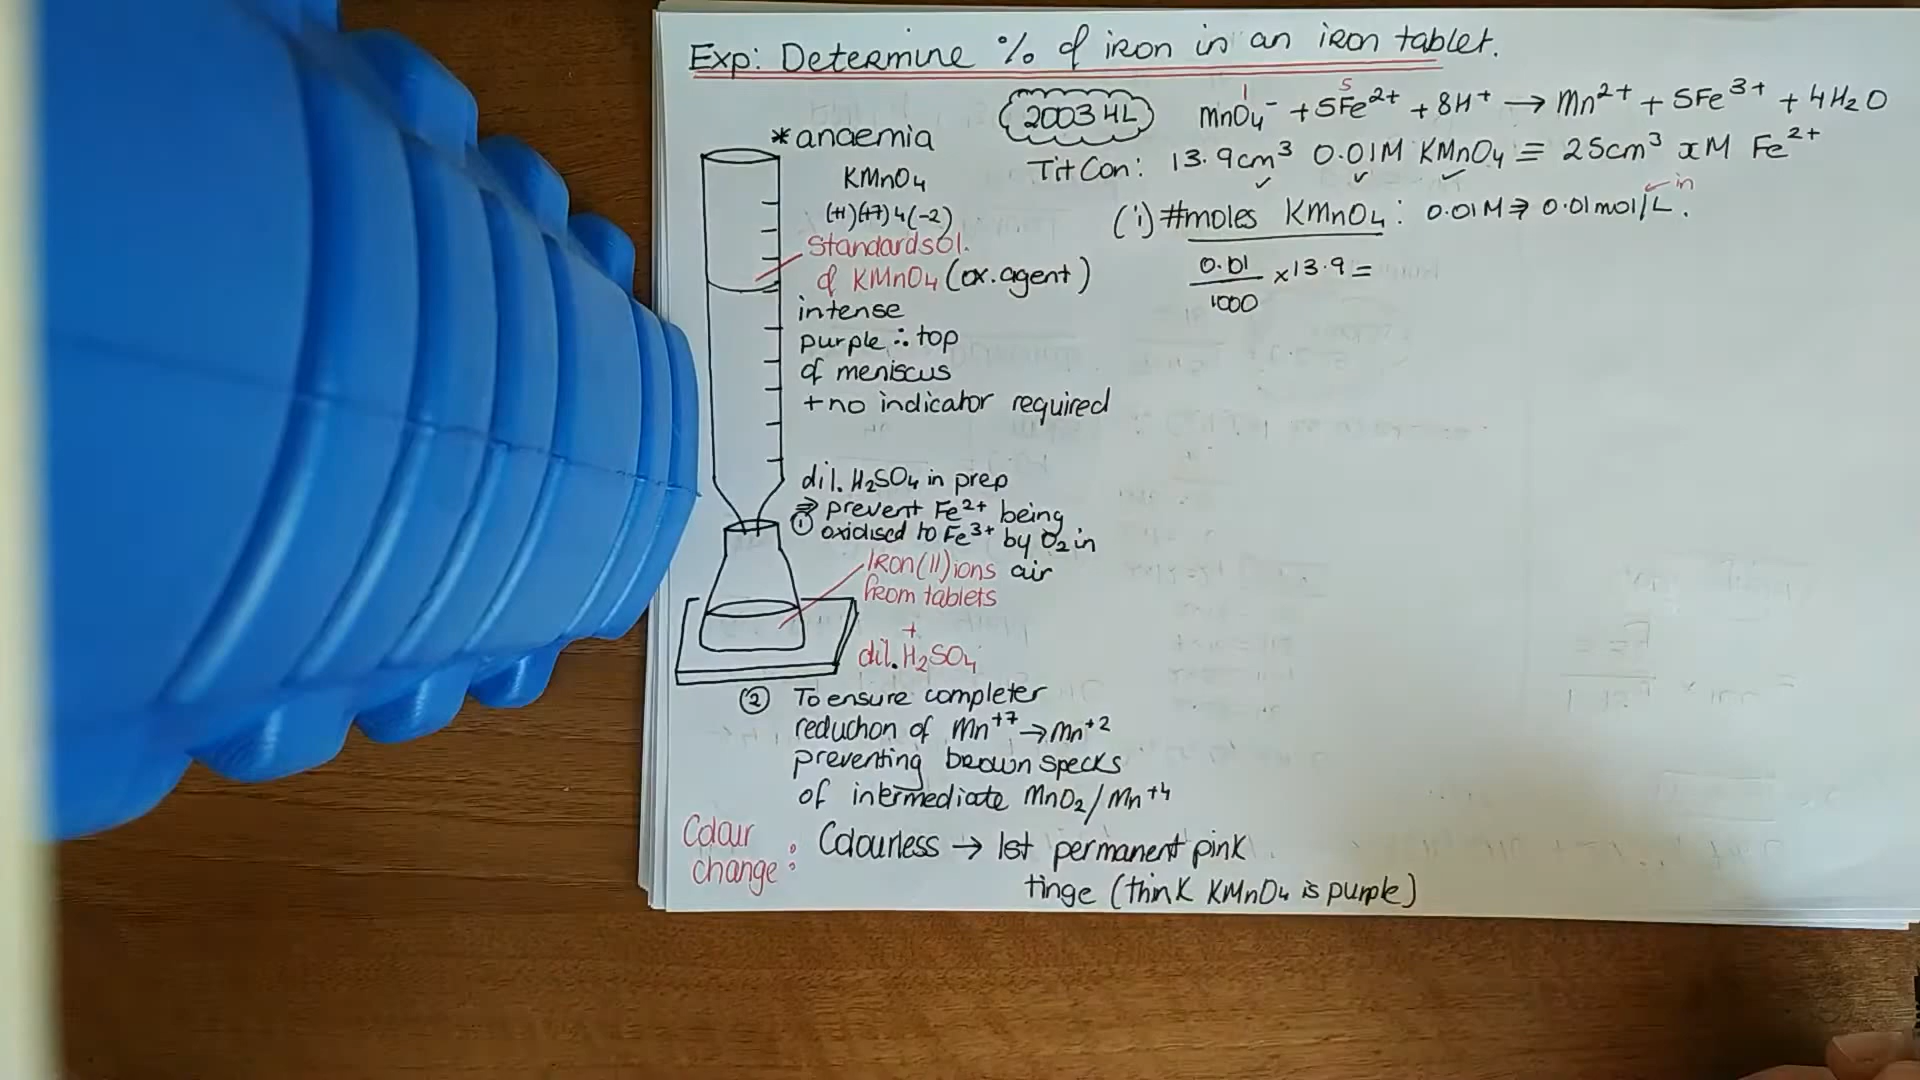 Exp: Determine % of iron in an iron tablet.
2003 HL
1 5
MnO₄⁻ + 5Fe²⁺ + 8H⁺ → Mn²⁺ + 5Fe³⁺ + 4H₂O
*anaemia
Tit Con: 13.9cm³ 0.01M KMnO₄ ≡ 25cm³ xM Fe²⁺
✓ ✓ ✓
KMnO₄
(+1)(+7)4(-2)
(i) #moles KMnO₄: 0.01M ⇒ 0.01mol/L.
← in
0.01
1000
×13.9=
Standard sol.
of KMnO₄ (ox. agent)
intense
purple ∴ top
of meniscus
+ no indicator required
dil. H₂SO₄ in prep
⇒ prevent Fe²⁺ being
① oxidised to Fe³⁺ by O₂ in
air
Iron(II) ions
from tablets
+
dil. H₂SO₄
② To ensure completer
reduction of Mn⁺⁷ → Mn⁺²
preventing brown specks
of intermediate MnO₂/Mn⁺⁴
Colour
change:
Colourless → 1st permanent pink
tinge (think KMnO₄ is purple)